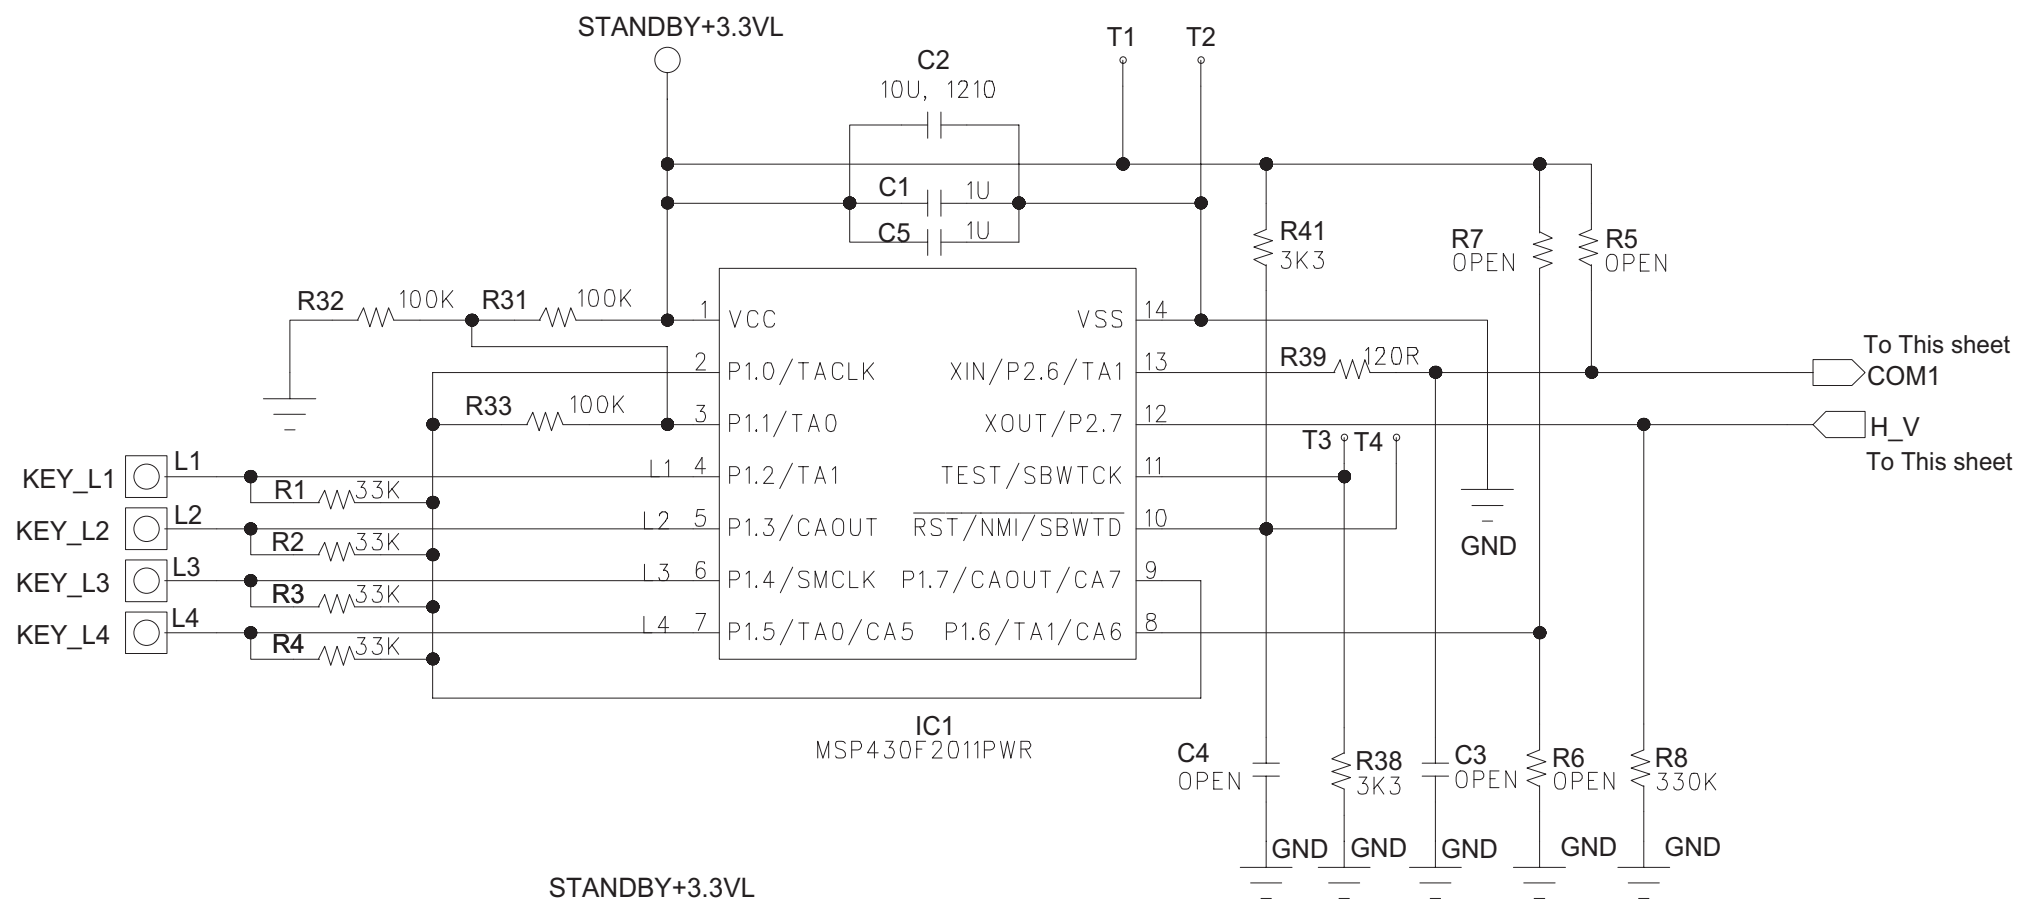 STANDBY+3.3VL
T1
T2
C2
10U, 1210
C1
1U
C5
1U
R41
3K3
R7
OPEN
R5
OPEN
R32
100K
R31
100K
1
VCC
VSS
14
2
P1.0/TACLK
XIN/P2.6/TA1
13
R39
120R
To This sheet
COM1
R33
100K
3
P1.1/TA0
XOUT/P2.7
12
H_V
To This sheet
T3
T4
KEY_L1
L1
R1
33K
L1
4
P1.2/TA1
TEST/SBWTCK
11
KEY_L2
L2
R2
33K
L2
5
P1.3/CAOUT
RST/NMI/SBWTD
10
GND
KEY_L3
L3
R3
33K
L3
6
P1.4/SMCLK
P1.7/CAOUT/CA7
9
KEY_L4
L4
R4
33K
L4
7
P1.5/TA0/CA5
P1.6/TA1/CA6
8
IC1
MSP430F2011PWR
C4
OPEN
R38
3K3
C3
OPEN
R6
OPEN
R8
330K
GND
GND
GND
GND
GND
STANDBY+3.3VL